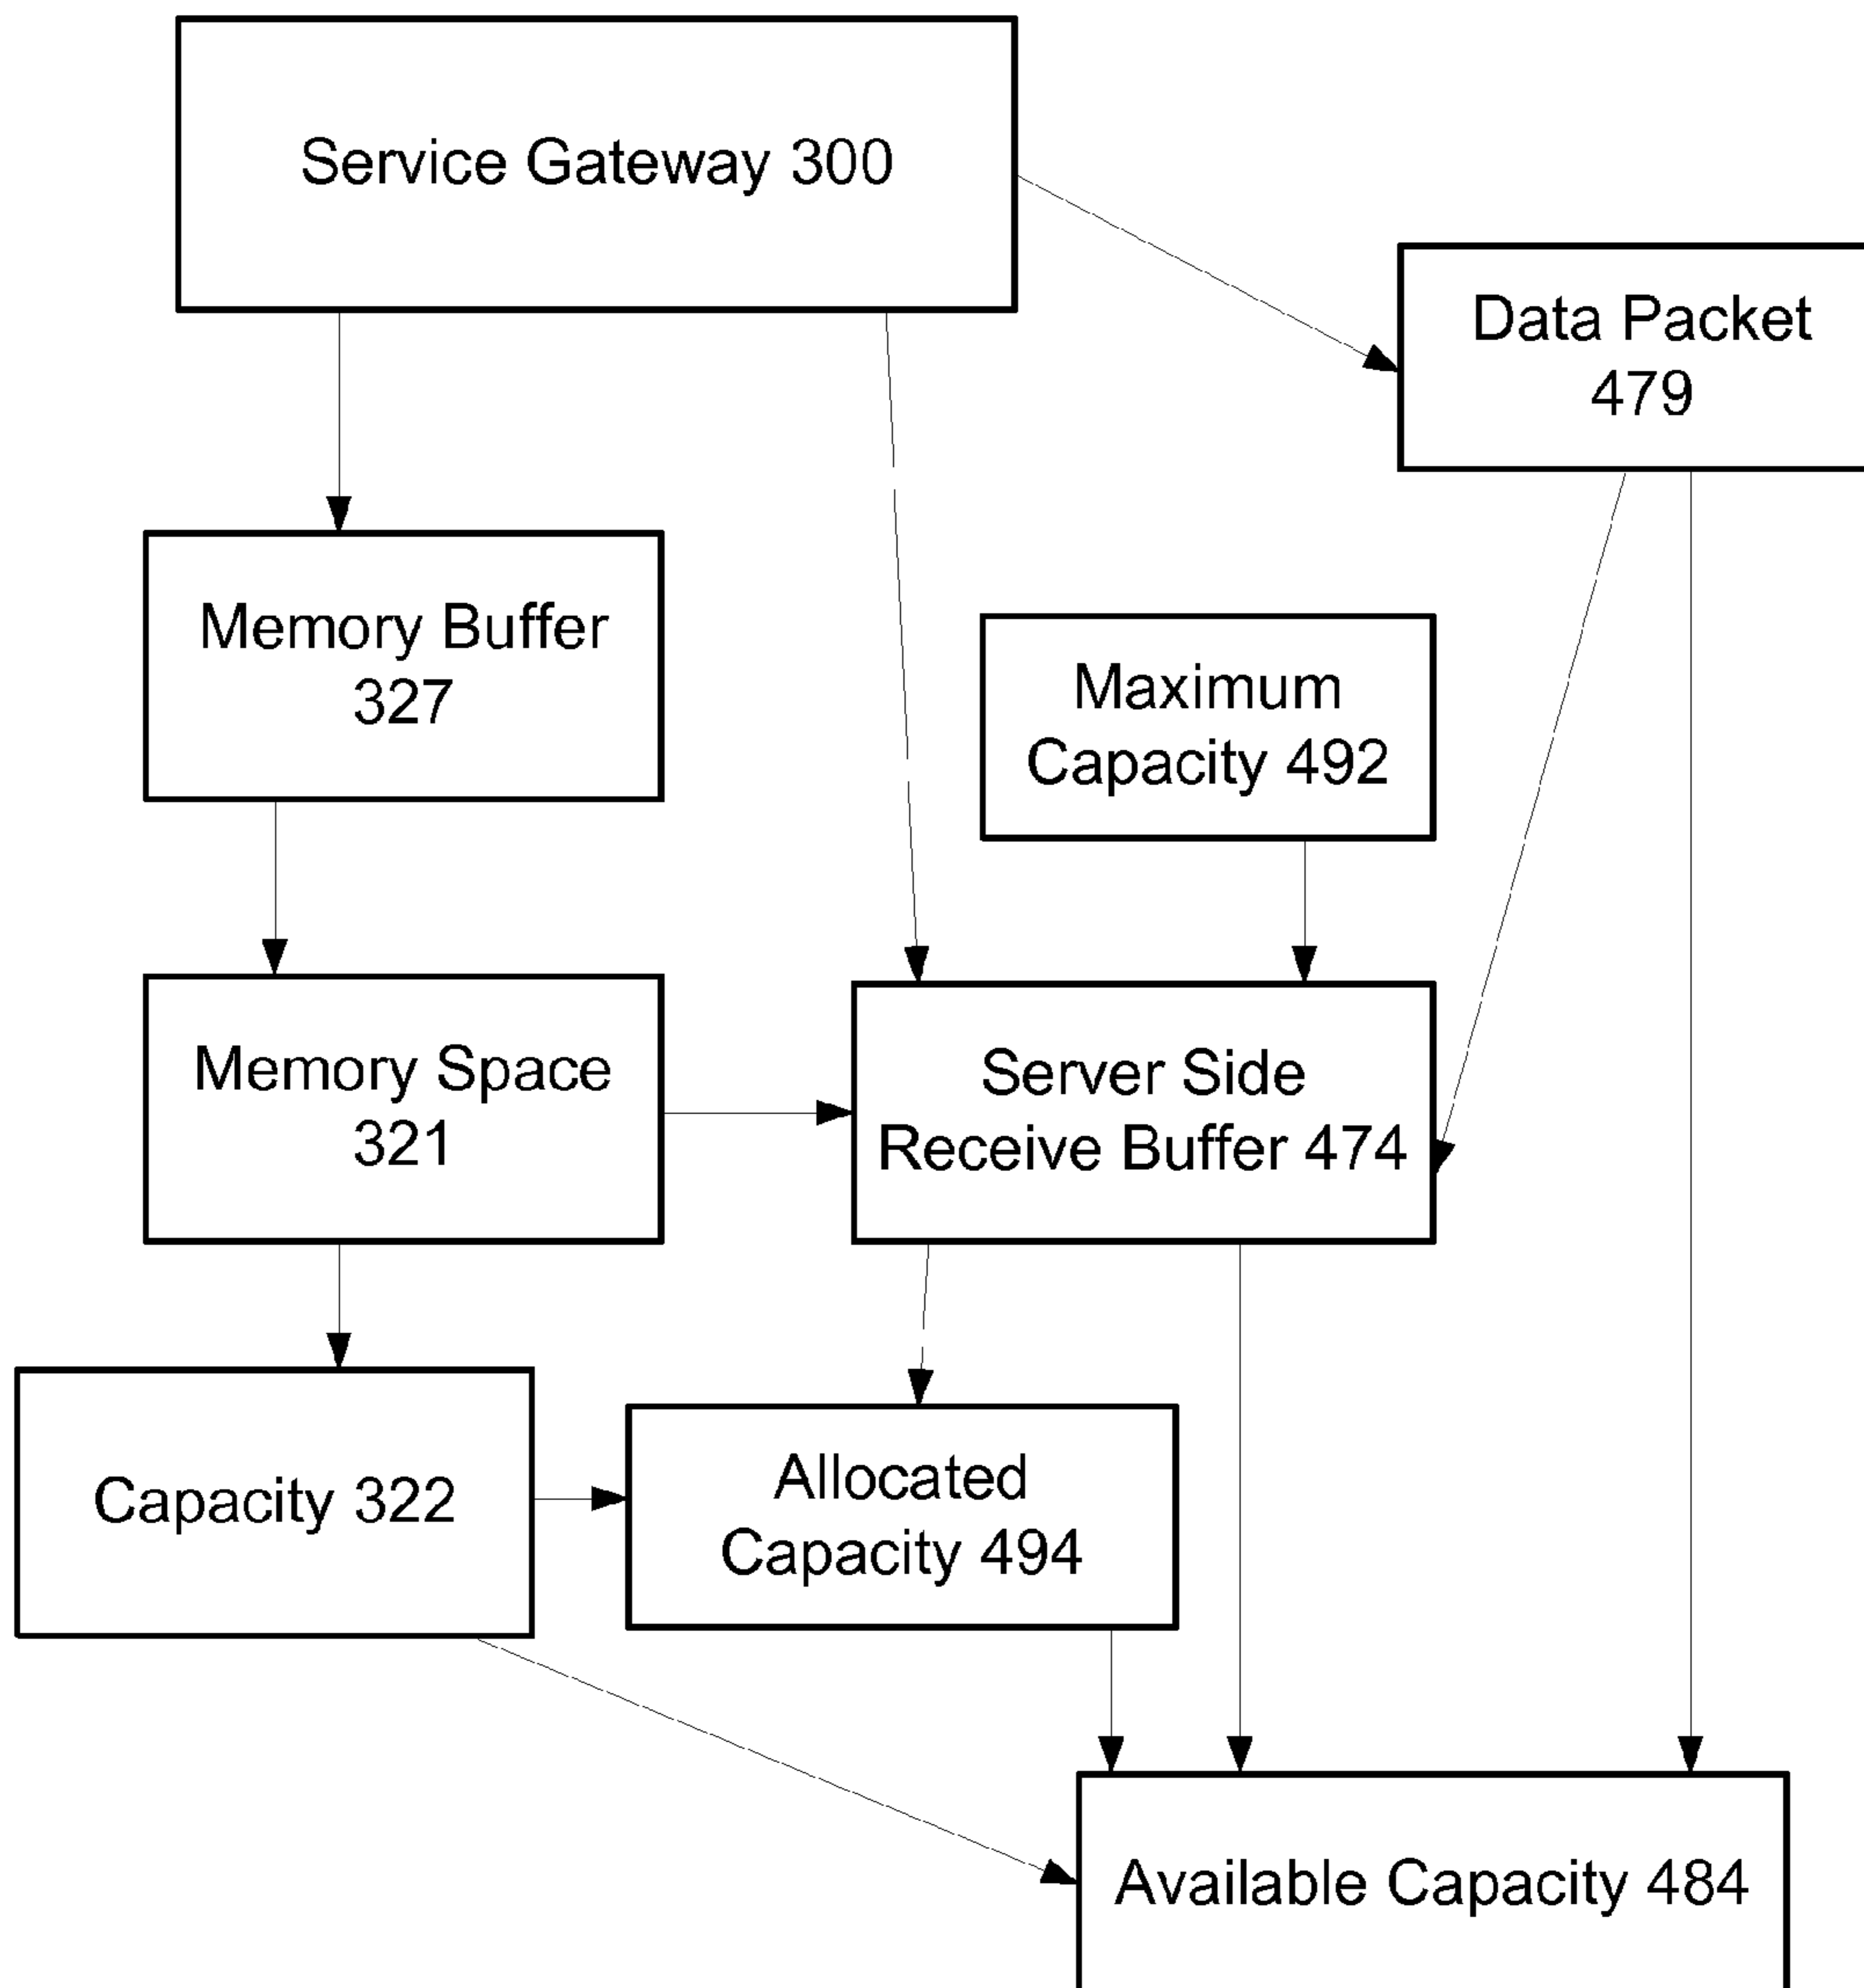 Service Gateway 300
Data Packet
479
Memory Buffer
327
Maximum
Capacity 492
Memory Space
321
Server Side
Receive Buffer 474
Capacity 322
Allocated
Capacity 494
Available Capacity 484